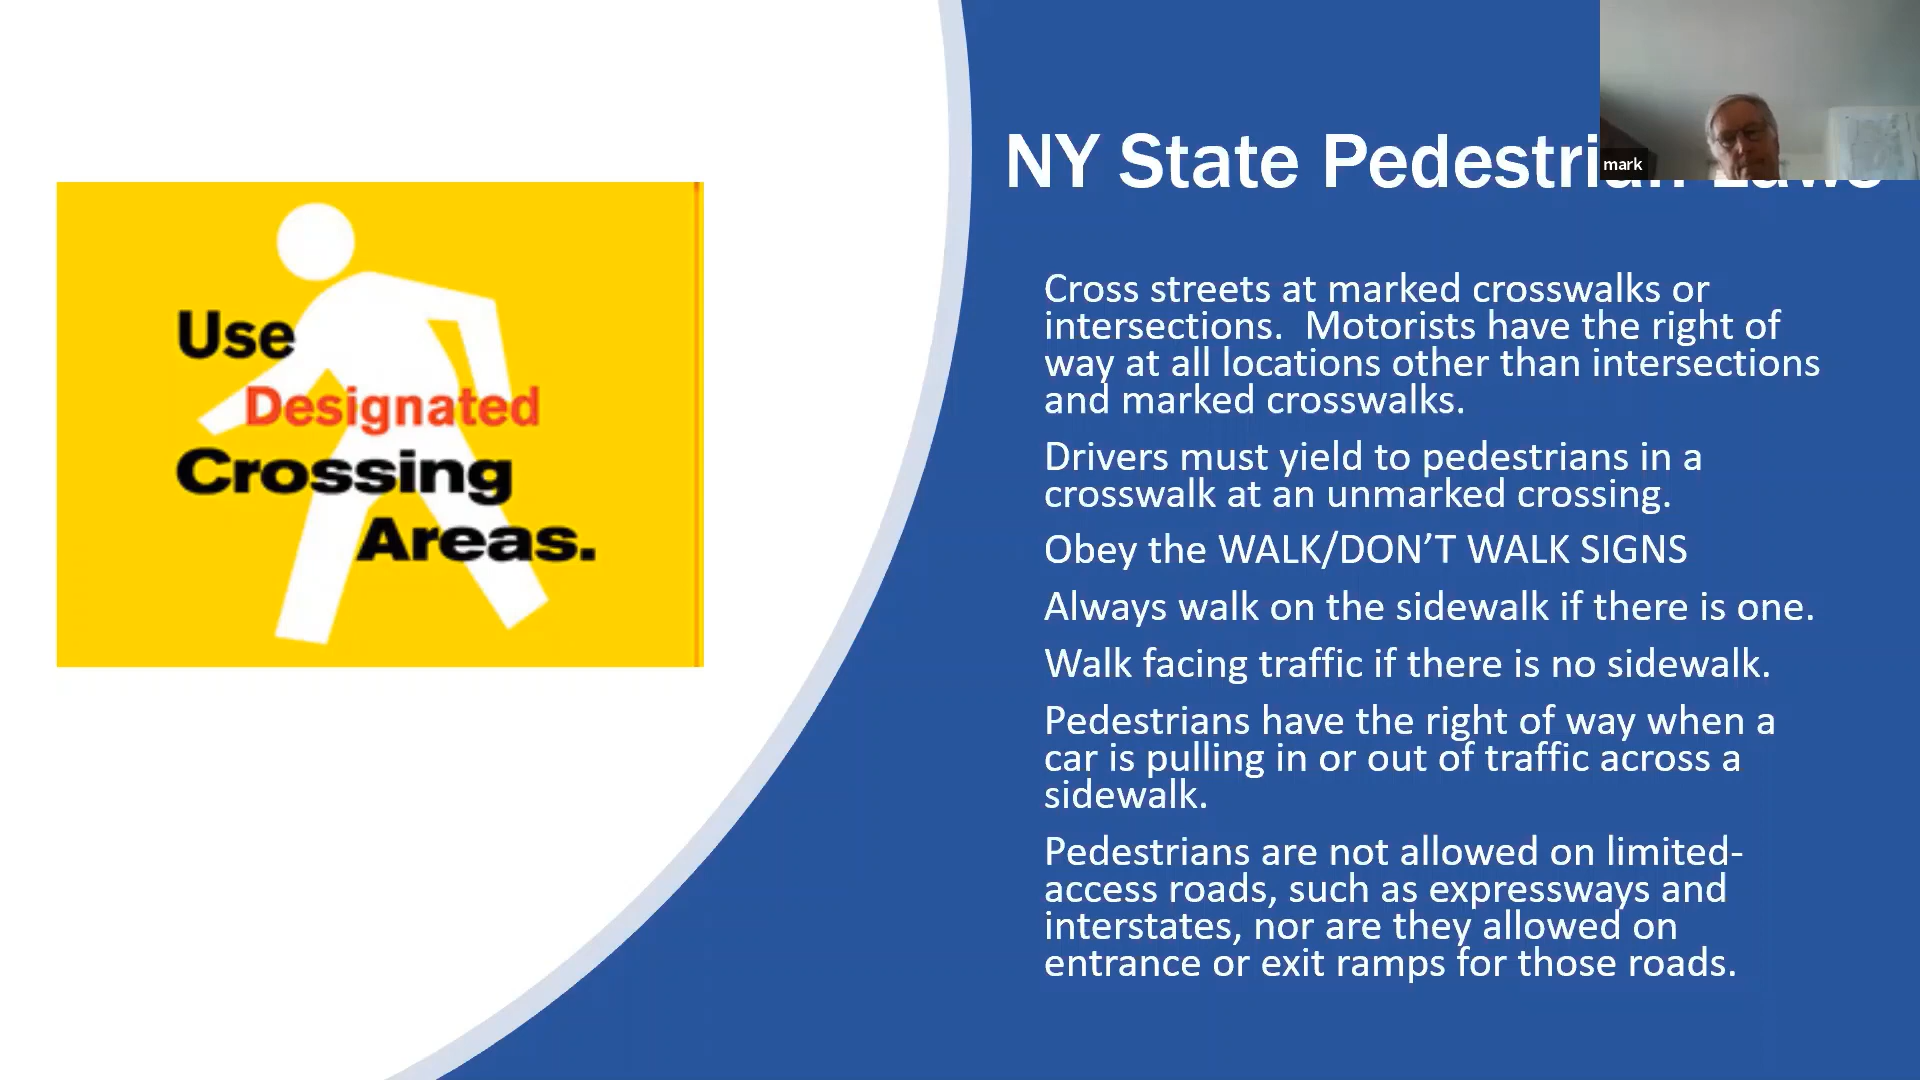 NY State Pedestrian Laws
mark
Use
Designated
Crossing
Areas.
Cross streets at marked crosswalks or
intersections.  Motorists have the right of
way at all locations other than intersections
and marked crosswalks.
Drivers must yield to pedestrians in a
crosswalk at an unmarked crossing.
Obey the WALK/DON’T WALK SIGNS
Always walk on the sidewalk if there is one.
Walk facing traffic if there is no sidewalk.
Pedestrians have the right of way when a
car is pulling in or out of traffic across a
sidewalk.
Pedestrians are not allowed on limited-
access roads, such as expressways and
interstates, nor are they allowed on
entrance or exit ramps for those roads.